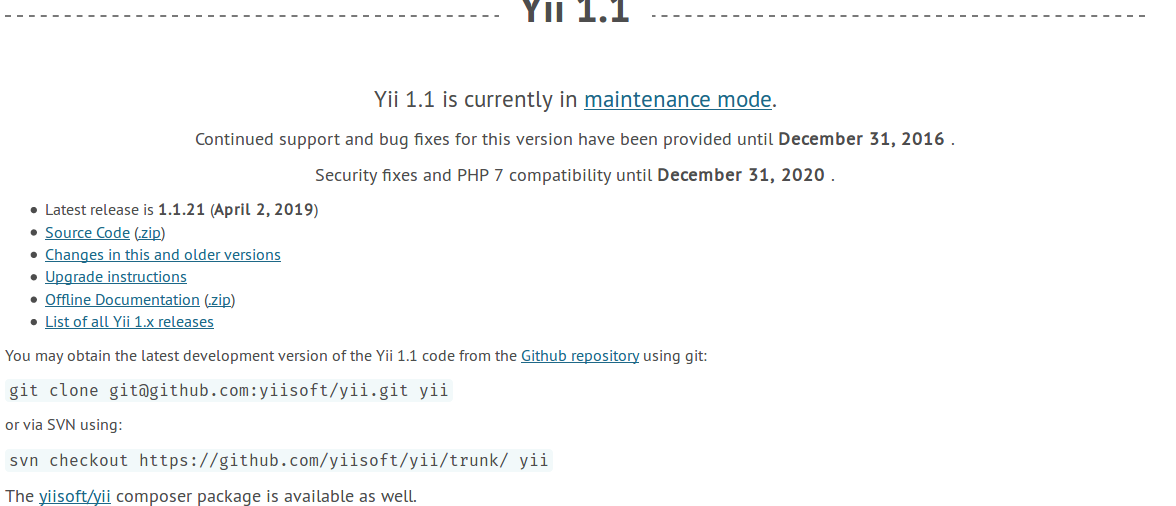 Yii 1.1
Yii 1.1 is currently in maintenance mode.
Continued support and bug fixes for this version have been provided until December 31, 2016 .
Security fixes and PHP 7 compatibility until December 31, 2020 .
• Latest release is 1.1.21 (April 2, 2019)
• Source Code (.zip)
• Changes in this and older versions
• Upgrade instructions
• Offline Documentation (.zip)
• List of all Yii 1.x releases
You may obtain the latest development version of the Yii 1.1 code from the Github repository using git:
git clone git@github.com:yiisoft/yii.git yii
or via SVN using:
svn checkout https://github.com/yiisoft/yii/trunk/ yii
The yiisoft/yii composer package is available as well.